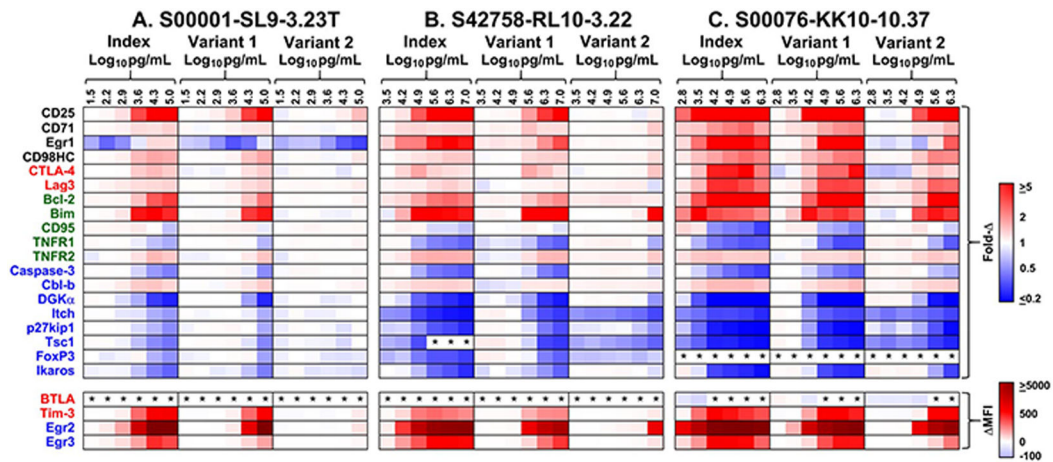 A. S00001-SL9-3.23T B. S42758-RL10-3.22 C. S00076-KK10-10.37
Index Variant 1 Variant 2 Index Variant 1 Variant 2 Index Variant 1 Variant 2
Log10pg/mL Log10pg/mL Log10pg/mL Log10pg/mL Log10pg/mL Log10pg/mL Log10pg/mL Log10pg/mL Log10pg/mL
1.5 2.2 2.9 3.6 4.3 5.0 1.5 2.2 2.9 3.6 4.3 5.0 1.5 2.2 2.9 3.6 4.3 5.0 3.5 4.2 4.9 5.6 6.3 7.0 3.5 4.2 4.9 5.6 6.3 7.0 3.5 4.2 4.9 5.6 6.3 7.0 2.8 3.5 4.2 4.9 5.6 6.3 2.8 3.5 4.2 4.9 5.6 6.3 2.8 3.5 4.2 4.9 5.6 6.3
CD25
CD71
Egr1
CD98HC
CTLA-4
Lag3
Bcl-2
Bim
CD95
TNFR1
TNFR2
Caspase-3
Cbl-b
DGKα
Itch
p27kip1
Tsc1 * * *
FoxP3 * * * * * * * * * * * * * * * * * *
Ikaros
Fold-Δ
≥5
2
1
0.5
≤0.2
BTLA * * * * * * * * * * * * * * * * * * * * * * * * * * * * * * * * * * * * * * * * * * * * *
Tim-3
Egr2
Egr3
ΔMFI
≥5000
500
0
-100